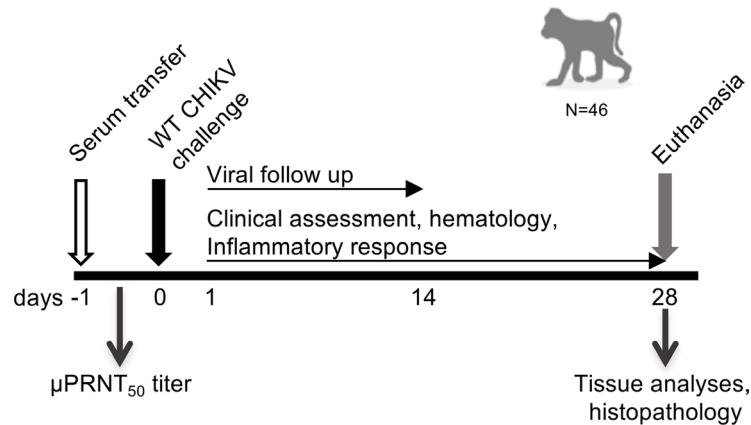 Serum transfer
WT CHIKV
challenge
N=46
Euthanasia
Viral follow up
Clinical assessment, hematology,
Inflammatory response
days -1 0 1 14 28
µPRNT50 titer
Tissue analyses,
histopathology